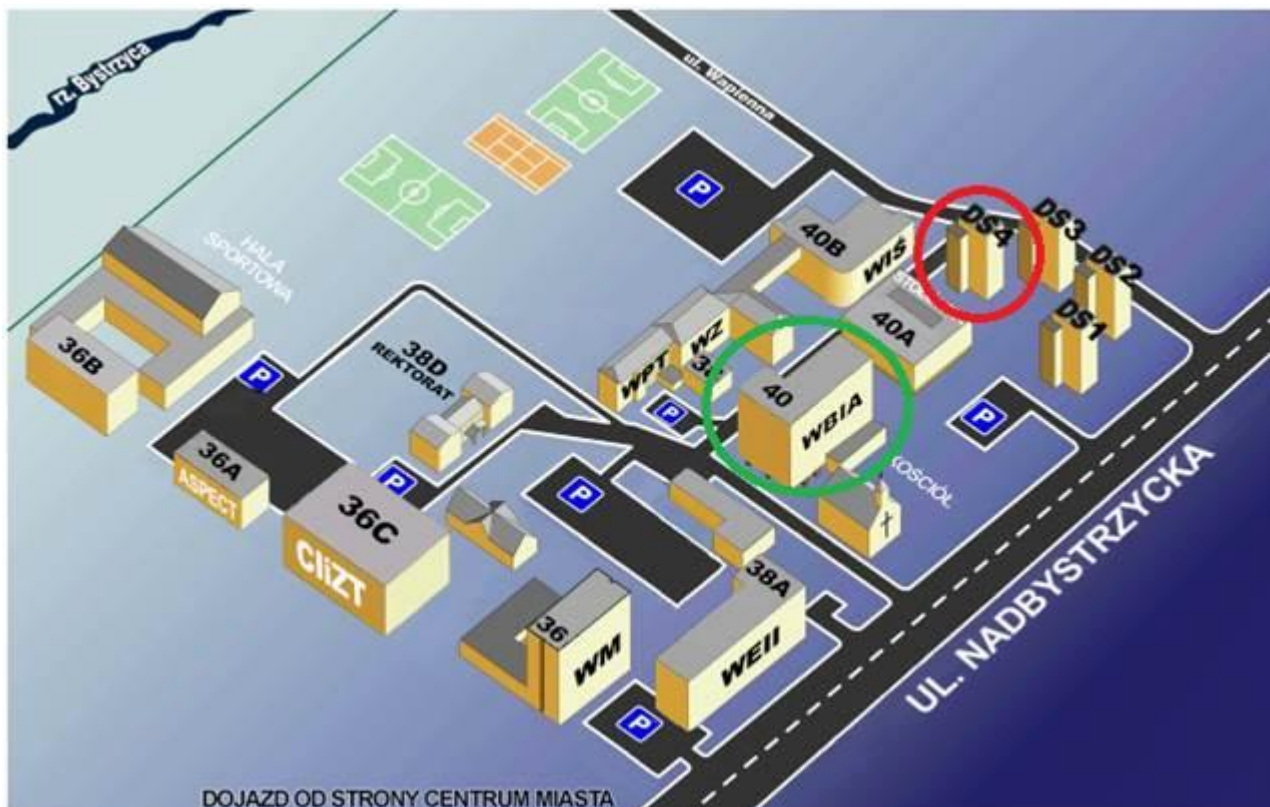 rz. Bystrzyca
ul. Wapienna
P
HALA
SPORTOWA
40B
WIŚ
DS4
DS3
DS2
DS1
40A
36B
P
38D
REKTORAT
WPT
WZ
P
40
WBIA
P
KOŚCIÓŁ
36A
ASPECT
P
36C
CIiZT
P
38A
WEII
36
WM
P
UL. NADBYSTRZYCKA
DOJAZD OD STRONY CENTRUM MIASTA